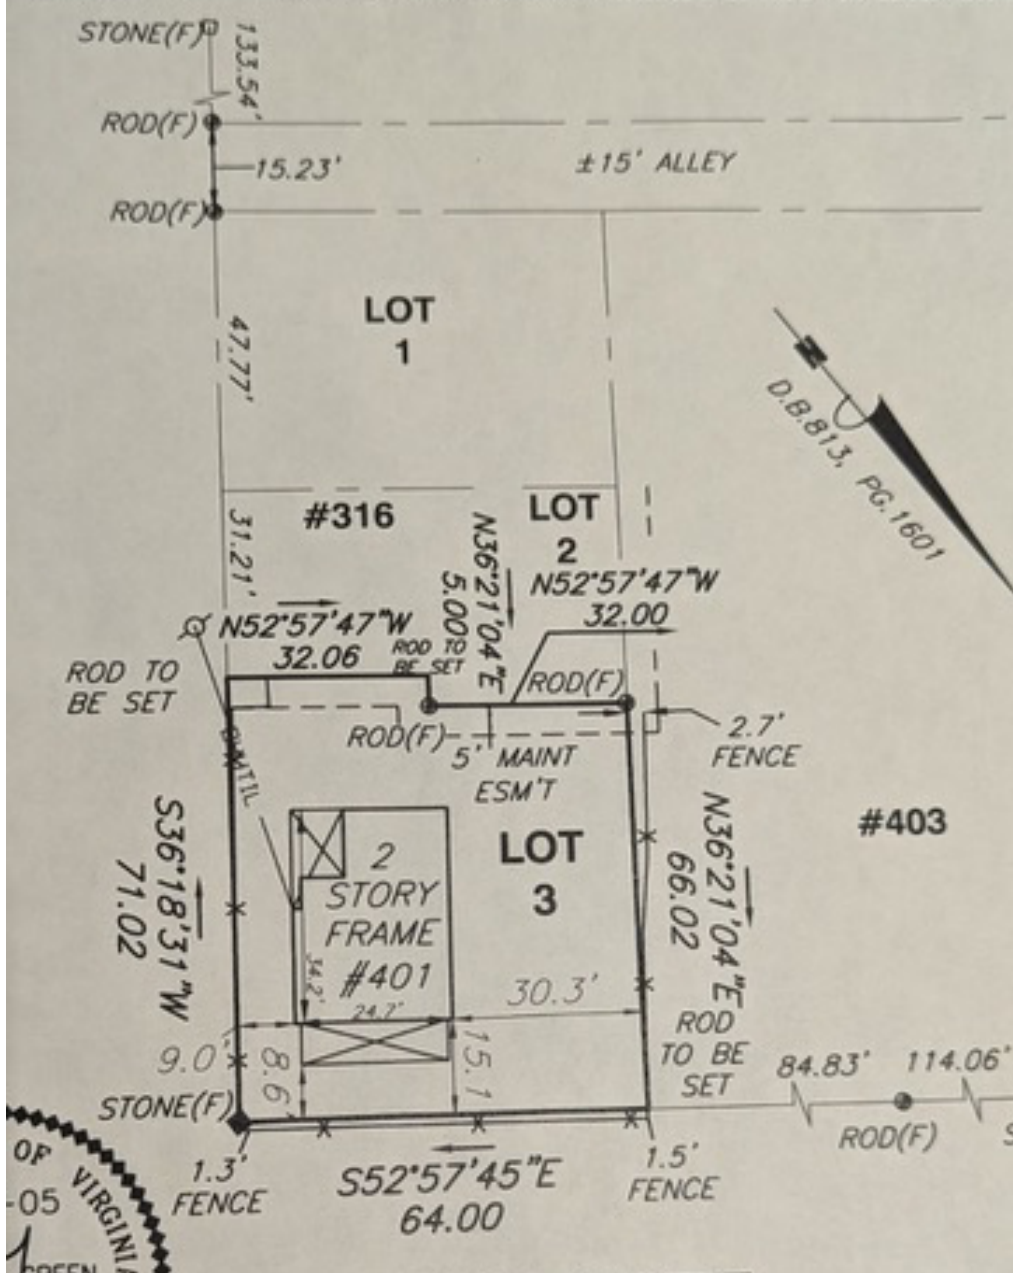 STONE(F)
133.54'
ROD(F)
15.23'
±15' ALLEY
ROD(F)
LOT
1
47.77'
N
D.B.813, PG.1601
#316
LOT
2
31.21'
N36°21'04"E
5.00
N52°57'47"W
32.00
N52°57'47"W
32.06
ROD TO
BE SET
ROD TO
BE SET
ROD(F)
ROD(F)
5' MAINT
ESM'T
2.7'
FENCE
#403
LOT
3
2
STORY
FRAME
#401
34.2'
24.7'
30.3'
S36°18'31"W
71.02
N36°21'04"E
66.02
ROD
TO BE
SET
9.0'
8.6'
15.1
84.83'
114.06'
STONE(F)
ROD(F)
S
1.3'
FENCE
S52°57'45"E
64.00
1.5'
FENCE
OF VIRGINIA
-05
GREEN